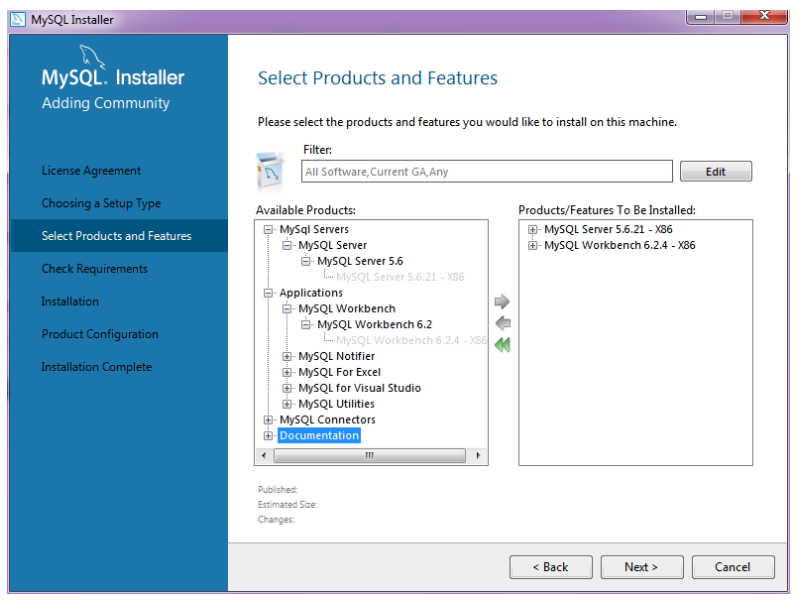 MySQL Installer
MySQL. Installer
Adding Community
License Agreement
Choosing a Setup Type
Select Products and Features
Check Requirements
Installation
Product Configuration
Installation Complete
Select Products and Features
Please select the products and features you would like to install on this machine.
Filter:
All Software,Current GA,Any
Edit
Available Products:
MySql Servers
MySQL Server
MySQL Server 5.6
MySQL Server 5.6.21 - X86
Applications
MySQL Workbench
MySQL Workbench 6.2
MySQL Workbench 6.2.4 - X86
MySQL Notifier
MySQL For Excel
MySQL for Visual Studio
MySQL Utilities
MySQL Connectors
Documentation
Products/Features To Be Installed:
MySQL Server 5.6.21 - X86
MySQL Workbench 6.2.4 - X86
Published:
Estimated Size:
Changes:
< Back
Next >
Cancel